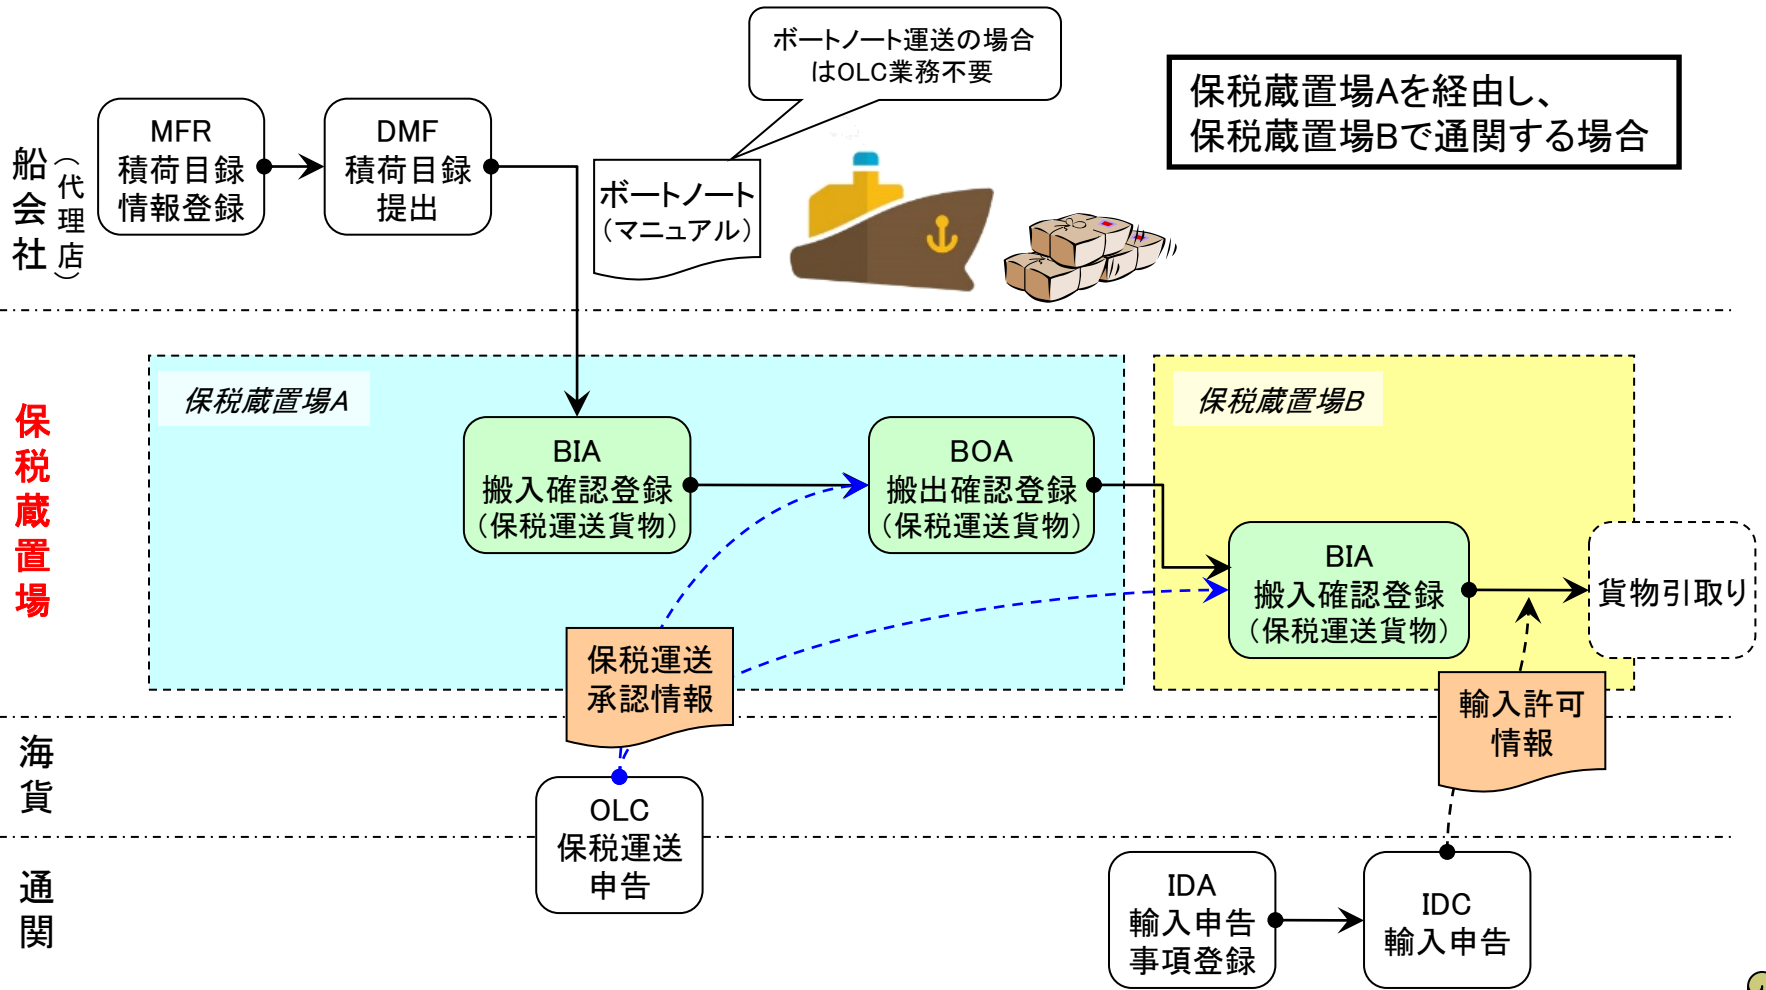 ボートノート運送の場合
はOLC業務不要
保税蔵置場Aを経由し、
保税蔵置場Bで通関する場合
船会社
（代理店）
MFR
積荷目録
情報登録
DMF
積荷目録
提出
ボートノート
（マニュアル）
保税蔵置場
保税蔵置場A
BIA
搬入確認登録
（保税運送貨物）
BOA
搬出確認登録
（保税運送貨物）
保税蔵置場B
BIA
搬入確認登録
（保税運送貨物）
貨物引取り
保税運送
承認情報
輸入許可
情報
海貨
OLC
保税運送
申告
通関
IDA
輸入申告
事項登録
IDC
輸入申告